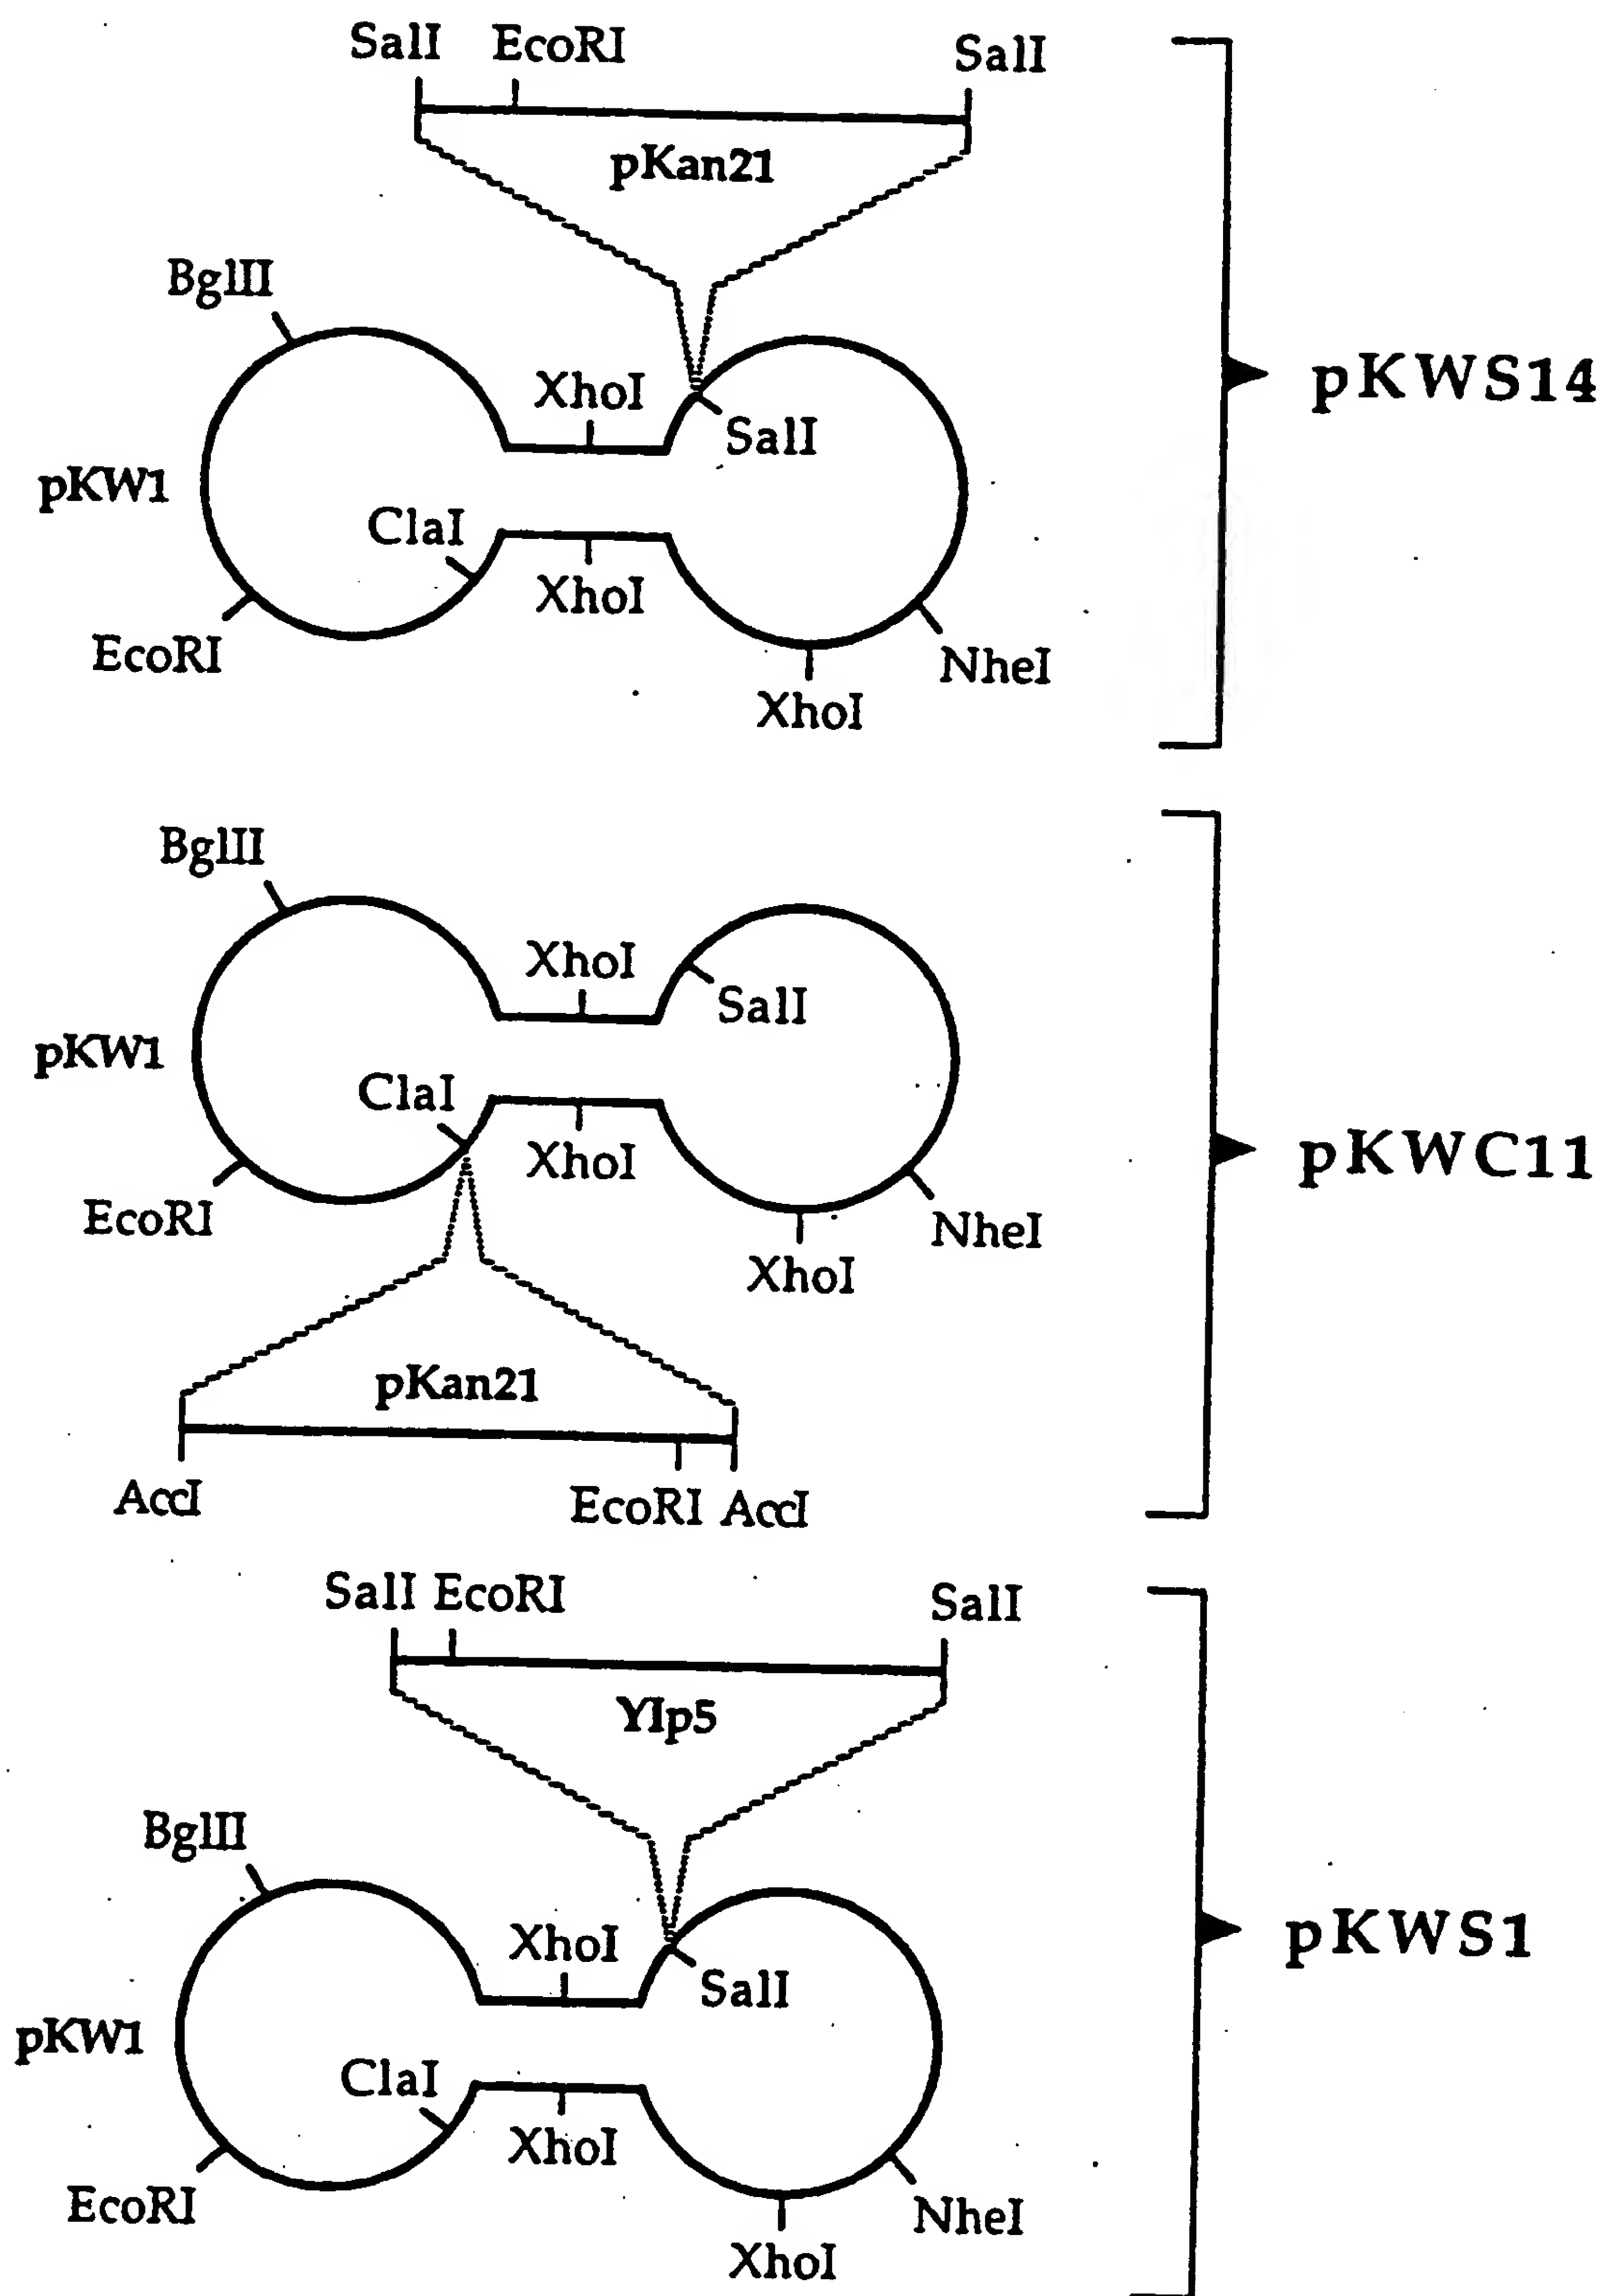 SalI EcoRI SalI
pKan21
BglII
XhoI
SalI
pKWS14
pKW1
ClaI
XhoI
EcoRI
NheI
XhoI
BglII
XhoI
SalI
pKW1
ClaI
XhoI
pKWC11
EcoRI
NheI
XhoI
pKan21
AccI EcoRI AccI
SalI EcoRI SalI
YIp5
BglII
XhoI
SalI
pKWS1
pKW1
ClaI
XhoI
EcoRI
NheI
XhoI